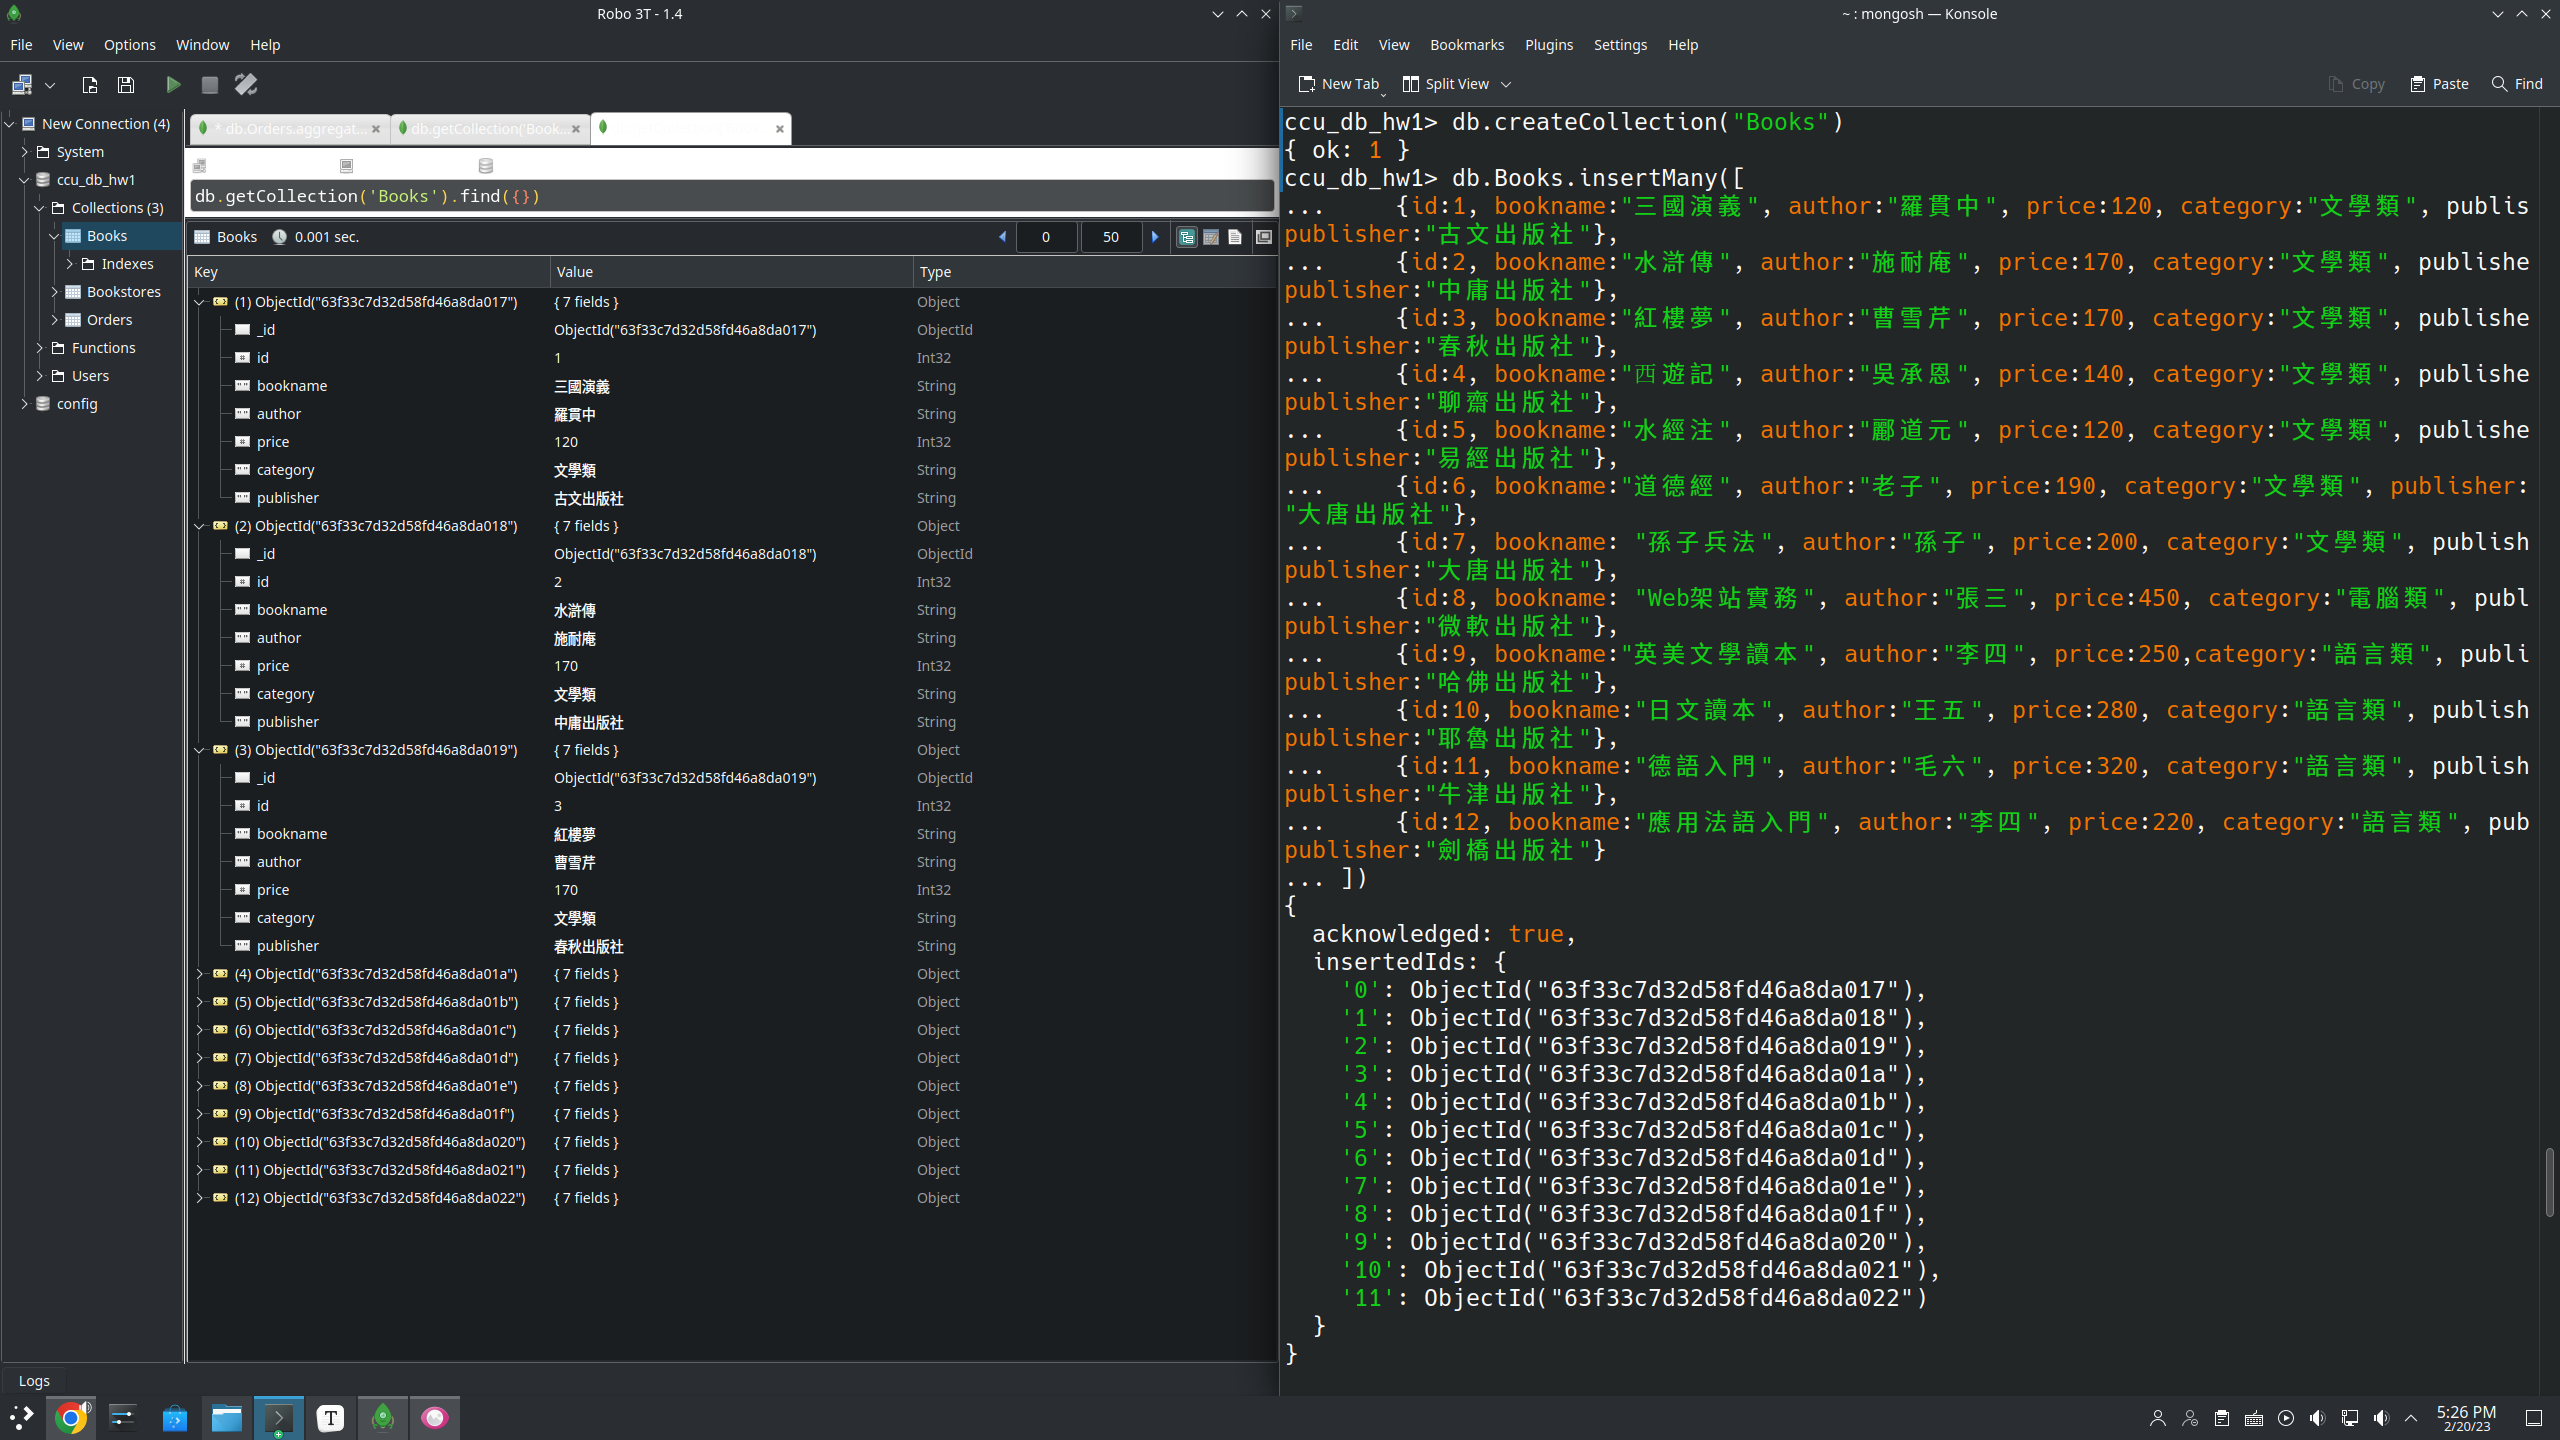 Robo 3T - 1.4
File View Options Window Help
New Connection (4)
System
ccu_db_hw1
Collections (3)
Books
Indexes
Bookstores
Orders
Functions
Users
config
* db.Orders.aggregat...
db.getCollection('Book...
db.getCollection('Books').find({})
Books 0.001 sec. 0 50
Key Value Type
(1) ObjectId("63f33c7d32d58fd46a8da017") { 7 fields } Object
_id ObjectId("63f33c7d32d58fd46a8da017") ObjectId
id 1 Int32
bookname 三國演義 String
author 羅貫中 String
price 120 Int32
category 文學類 String
publisher 古文出版社 String
(2) ObjectId("63f33c7d32d58fd46a8da018") { 7 fields } Object
_id ObjectId("63f33c7d32d58fd46a8da018") ObjectId
id 2 Int32
bookname 水滸傳 String
author 施耐庵 String
price 170 Int32
category 文學類 String
publisher 中庸出版社 String
(3) ObjectId("63f33c7d32d58fd46a8da019") { 7 fields } Object
_id ObjectId("63f33c7d32d58fd46a8da019") ObjectId
id 3 Int32
bookname 紅樓夢 String
author 曹雪芹 String
price 170 Int32
category 文學類 String
publisher 春秋出版社 String
(4) ObjectId("63f33c7d32d58fd46a8da01a") { 7 fields } Object
(5) ObjectId("63f33c7d32d58fd46a8da01b") { 7 fields } Object
(6) ObjectId("63f33c7d32d58fd46a8da01c") { 7 fields } Object
(7) ObjectId("63f33c7d32d58fd46a8da01d") { 7 fields } Object
(8) ObjectId("63f33c7d32d58fd46a8da01e") { 7 fields } Object
(9) ObjectId("63f33c7d32d58fd46a8da01f") { 7 fields } Object
(10) ObjectId("63f33c7d32d58fd46a8da020") { 7 fields } Object
(11) ObjectId("63f33c7d32d58fd46a8da021") { 7 fields } Object
(12) ObjectId("63f33c7d32d58fd46a8da022") { 7 fields } Object
Logs
~ : mongosh — Konsole
File Edit View Bookmarks Plugins Settings Help
New Tab Split View Copy Paste Find
ccu_db_hw1> db.createCollection("Books")
{ ok: 1 }
ccu_db_hw1> db.Books.insertMany([
... {id:1, bookname:"三國演義", author:"羅貫中", price:120, category:"文學類", publis
publisher:"古文出版社"},
... {id:2, bookname:"水滸傳", author:"施耐庵", price:170, category:"文學類", publishe
publisher:"中庸出版社"},
... {id:3, bookname:"紅樓夢", author:"曹雪芹", price:170, category:"文學類", publishe
publisher:"春秋出版社"},
... {id:4, bookname:"西遊記", author:"吳承恩", price:140, category:"文學類", publishe
publisher:"聊齋出版社"},
... {id:5, bookname:"水經注", author:"酈道元", price:120, category:"文學類", publishe
publisher:"易經出版社"},
... {id:6, bookname:"道德經", author:"老子", price:190, category:"文學類", publisher:
"大唐出版社"},
... {id:7, bookname: "孫子兵法", author:"孫子", price:200, category:"文學類", publish
publisher:"大唐出版社"},
... {id:8, bookname: "Web架站實務", author:"張三", price:450, category:"電腦類", publ
publisher:"微軟出版社"},
... {id:9, bookname:"英美文學讀本", author:"李四", price:250,category:"語言類", publi
publisher:"哈佛出版社"},
... {id:10, bookname:"日文讀本", author:"王五", price:280, category:"語言類", publish
publisher:"耶魯出版社"},
... {id:11, bookname:"德語入門", author:"毛六", price:320, category:"語言類", publish
publisher:"牛津出版社"},
... {id:12, bookname:"應用法語入門", author:"李四", price:220, category:"語言類", pub
publisher:"劍橋出版社"}
... ])
{
acknowledged: true,
insertedIds: {
'0': ObjectId("63f33c7d32d58fd46a8da017"),
'1': ObjectId("63f33c7d32d58fd46a8da018"),
'2': ObjectId("63f33c7d32d58fd46a8da019"),
'3': ObjectId("63f33c7d32d58fd46a8da01a"),
'4': ObjectId("63f33c7d32d58fd46a8da01b"),
'5': ObjectId("63f33c7d32d58fd46a8da01c"),
'6': ObjectId("63f33c7d32d58fd46a8da01d"),
'7': ObjectId("63f33c7d32d58fd46a8da01e"),
'8': ObjectId("63f33c7d32d58fd46a8da01f"),
'9': ObjectId("63f33c7d32d58fd46a8da020"),
'10': ObjectId("63f33c7d32d58fd46a8da021"),
'11': ObjectId("63f33c7d32d58fd46a8da022")
}
}
5:26 PM
2/20/23